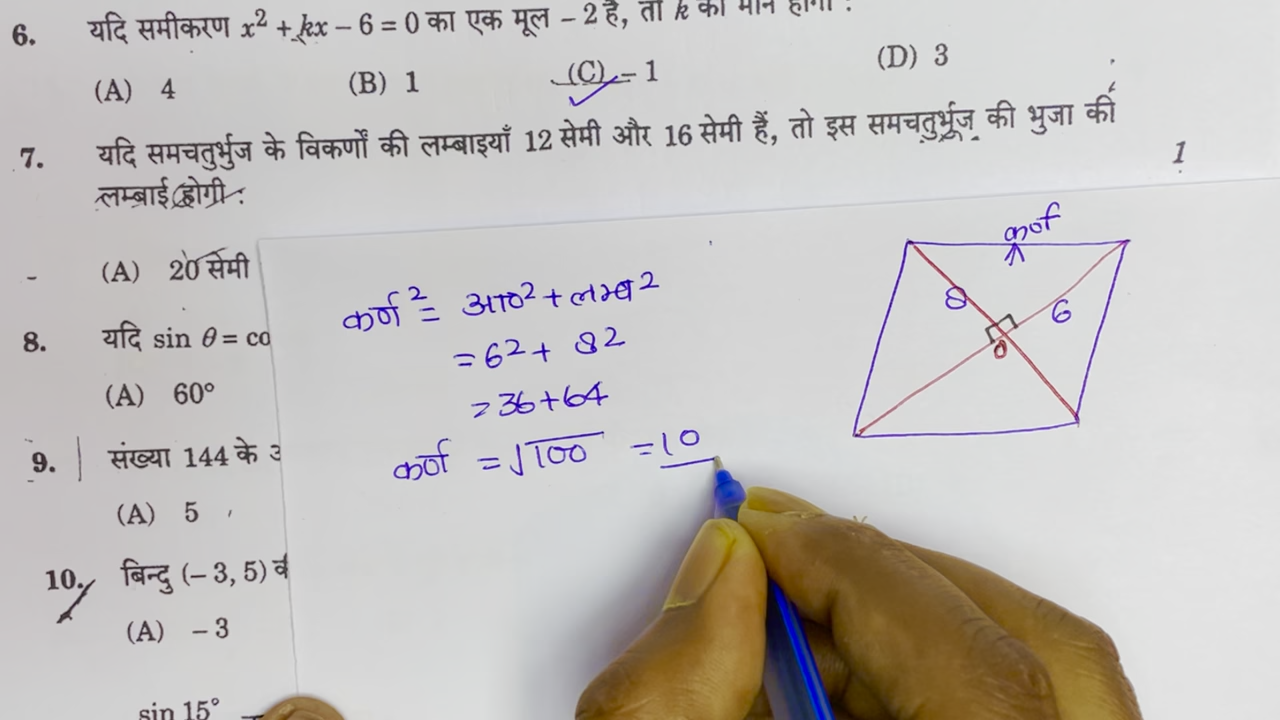 6. यदि समीकरण x² + kx – 6 = 0 का एक मूल – 2 है, तो k का मान होगा :
(A) 4 (B) 1 (C) – 1 (D) 3
7. यदि समचतुर्भुज के विकर्णों की लम्बाइयाँ 12 सेमी और 16 सेमी हैं, तो इस समचतुर्भुज की भुजा की
लम्बाई होगी :
1
(A) 20 सेमी
8. यदि sin θ = co
(A) 60°
9. संख्या 144 के
(A) 5
10. बिन्दु (– 3, 5)
(A) – 3
sin 15°
कर्ण² = आ०² + लम्ब²
= 6² + 8²
= 36+64
कर्ण = √100 = 10
कर्ण
8
6
0